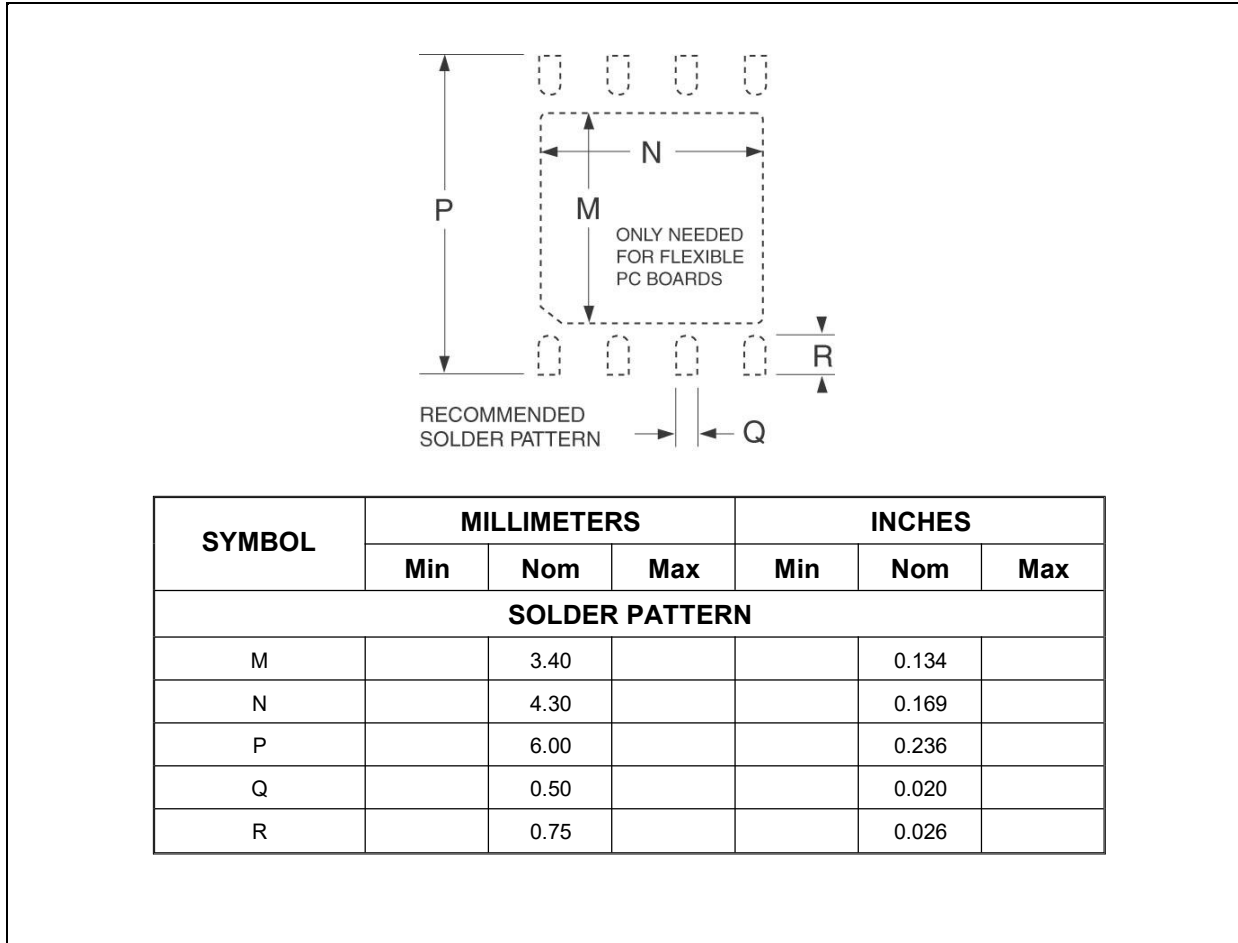 P
N
M
ONLY NEEDED
FOR FLEXIBLE
PC BOARDS
R
RECOMMENDED
SOLDER PATTERN
Q
SYMBOL MILLIMETERS INCHES
Min Nom Max Min Nom Max
SOLDER PATTERN
M 3.40 0.134
N 4.30 0.169
P 6.00 0.236
Q 0.50 0.020
R 0.75 0.026